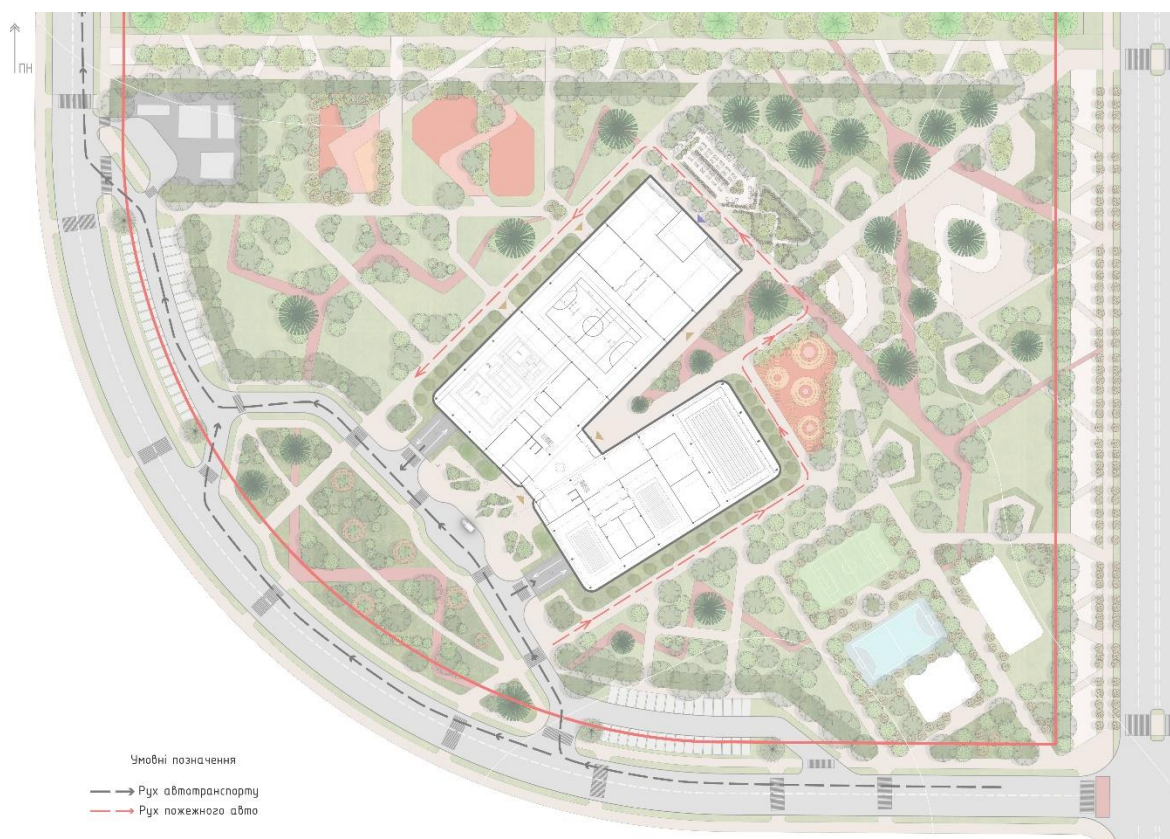 ПН
Умовні позначення
Рух автотранспорту
Рух пожежного авто